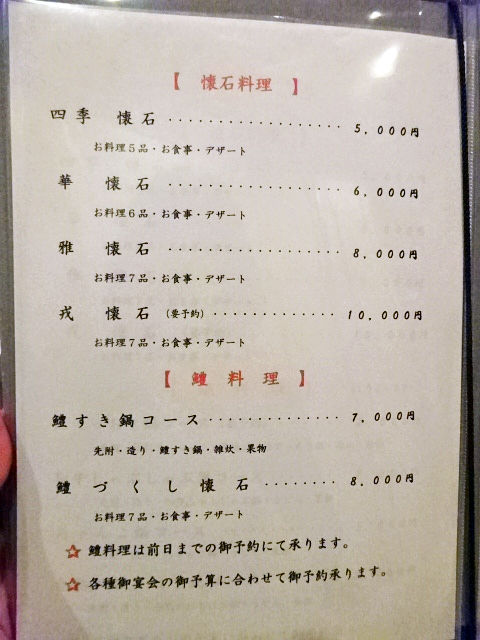 【 懐石料理 】
四季 懐石 ・・・・・・・・・・・・・・・・・・ 5,000円
お料理5品・お食事・デザート
華 懐石 ・・・・・・・・・・・・・・・・・・ 6,000円
お料理6品・お食事・デザート
雅 懐石 ・・・・・・・・・・・・・・・・・・ 8,000円
お料理7品・お食事・デザート
戎 懐石 (要予約) ・・・・・・・・・・・・・ 10,000円
お料理7品・お食事・デザート
【 鱧料理 】
鱧すき鍋コース・・・・・・・・・・・・・・ 7,000円
先附・造り・鱧すき鍋・雑炊・果物
鱧づくし懐石 ・・・・・・・・ 8,000円
お料理7品・お食事・デザート
☆ 鱧料理は前日までの御予約にて承ります。
☆ 各種御宴会の御予算に合わせて御予約承ります。